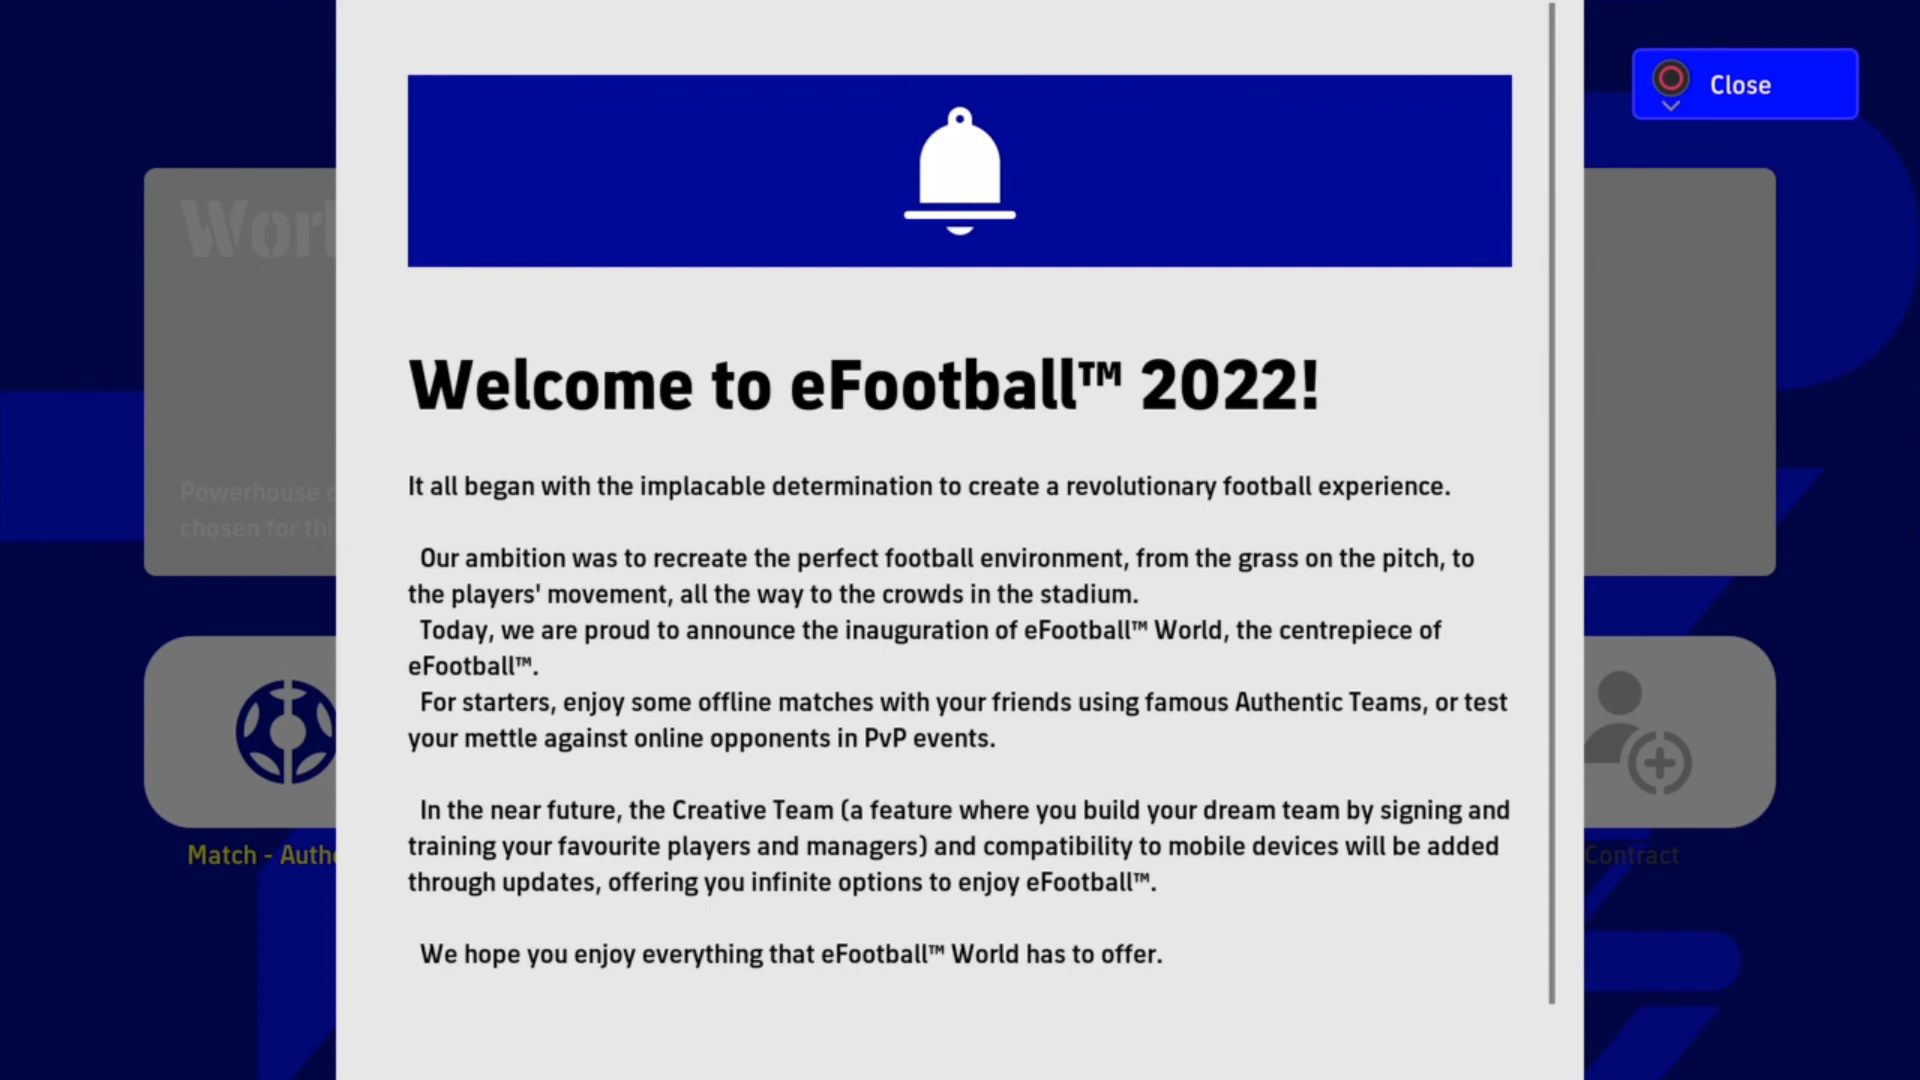 Close
Welcome to eFootball™ 2022!
It all began with the implacable determination to create a revolutionary football experience.
Our ambition was to recreate the perfect football environment, from the grass on the pitch, to
the players' movement, all the way to the crowds in the stadium.
Today, we are proud to announce the inauguration of eFootball™ World, the centrepiece of
eFootball™.
For starters, enjoy some offline matches with your friends using famous Authentic Teams, or test
your mettle against online opponents in PvP events.
In the near future, the Creative Team (a feature where you build your dream team by signing and
training your favourite players and managers) and compatibility to mobile devices will be added
through updates, offering you infinite options to enjoy eFootball™.
We hope you enjoy everything that eFootball™ World has to offer.
Powerhouse
chosen for
Match -
Contract